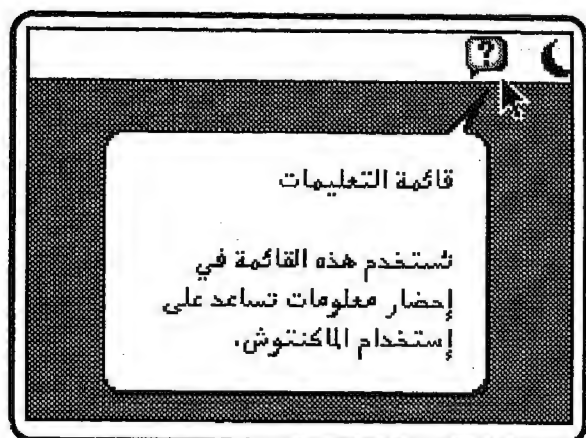 ?
قائمة التعليمات
تستخدم هذه القائمة في
إحضار معلومات تساعد على
إستخدام الماكنتوش.